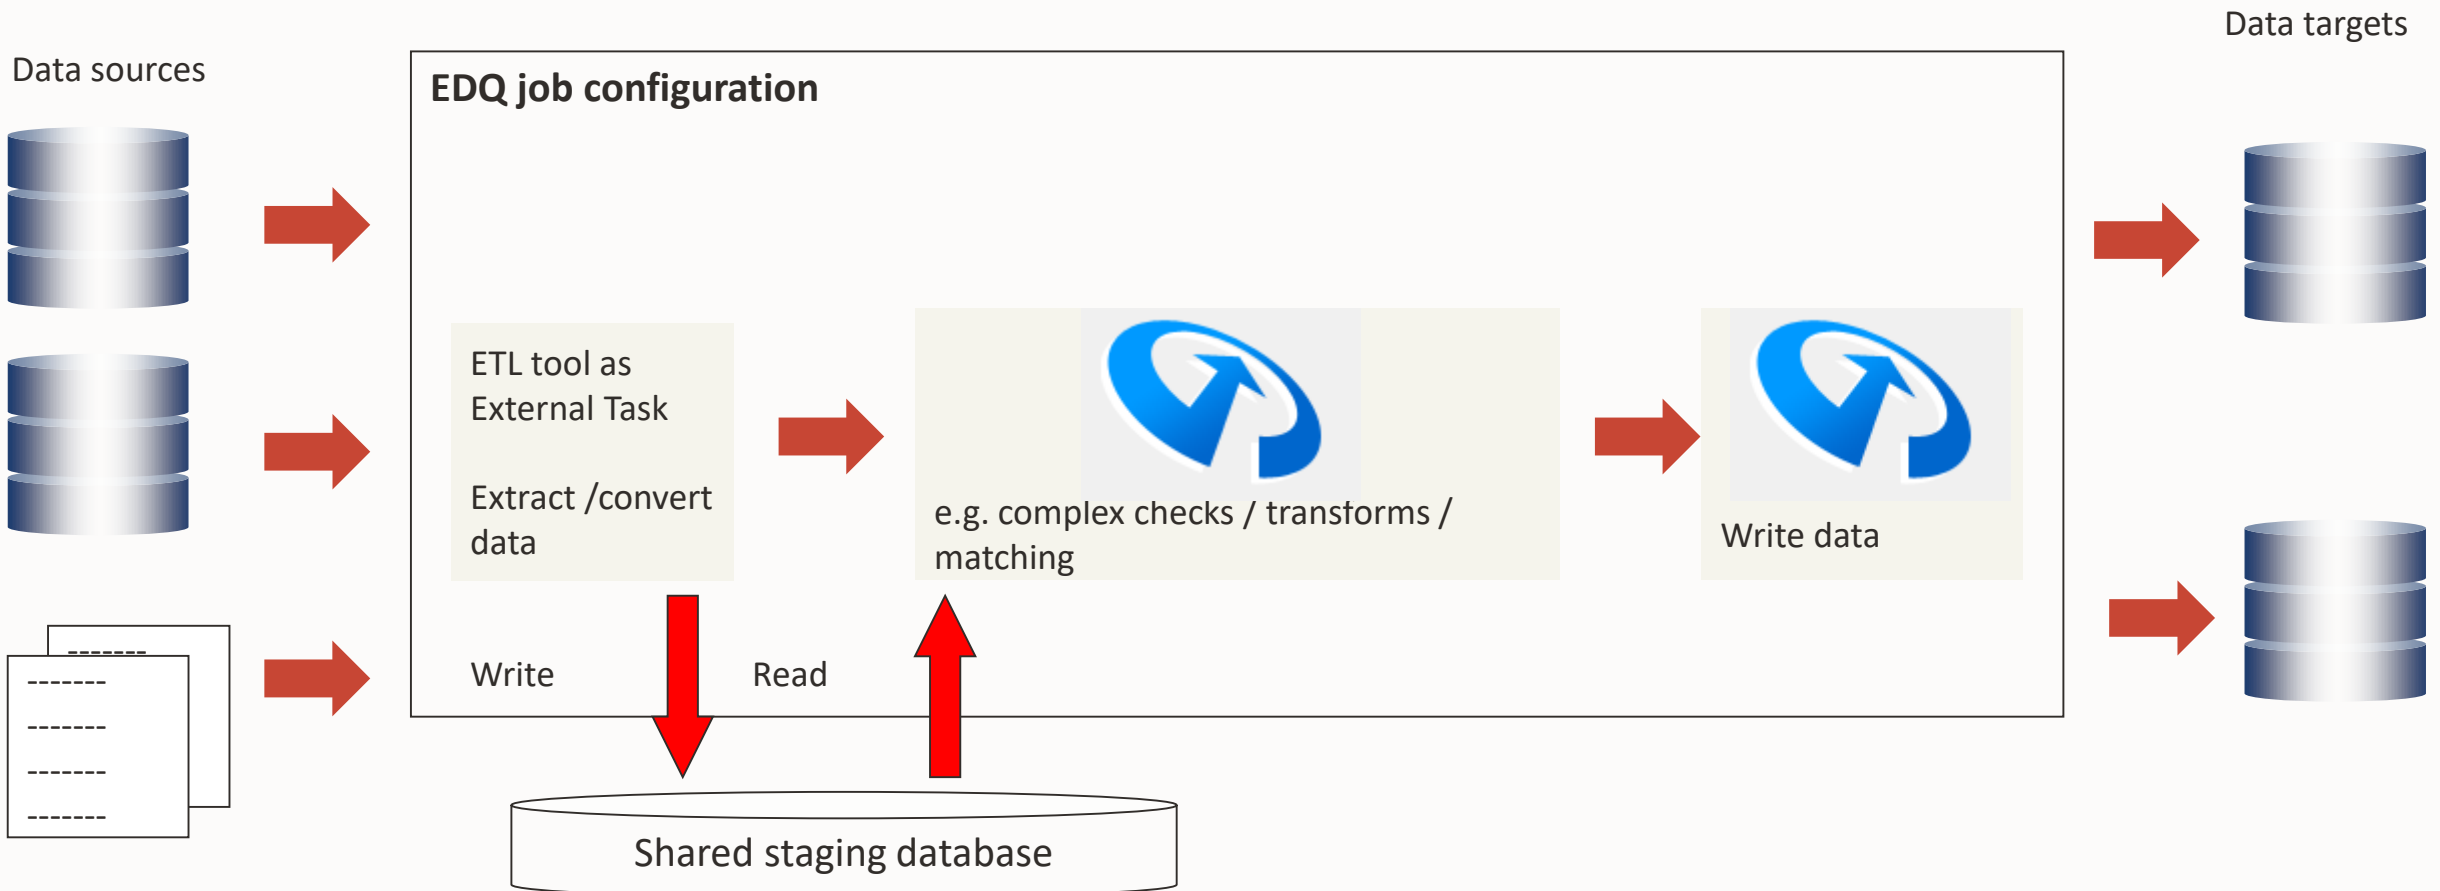 Data targets
Data sources
EDQ job configuration
ETL tool as
External Task
Extract /convert
data
e.g. complex checks / transforms /
matching
Write data
Write
Read
-------
-------
-------
-------
-------
Shared staging database